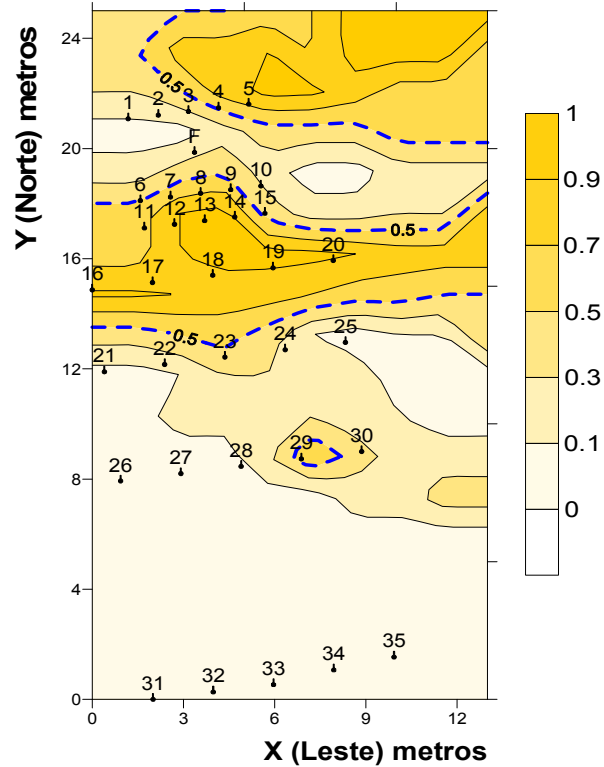 24
20
16
12
8
4
0
Y (Norte) metros
0.5
1 2 3 4 5
F
6 7 8 9 10
11 12 13 14 15
0.5
16 17 18 19 20
0.5
21 22 23 24 25
26 27 28 29 30
31 32 33 34 35
0 3 6 9 12
X (Leste) metros
1
0.9
0.7
0.5
0.3
0.1
0